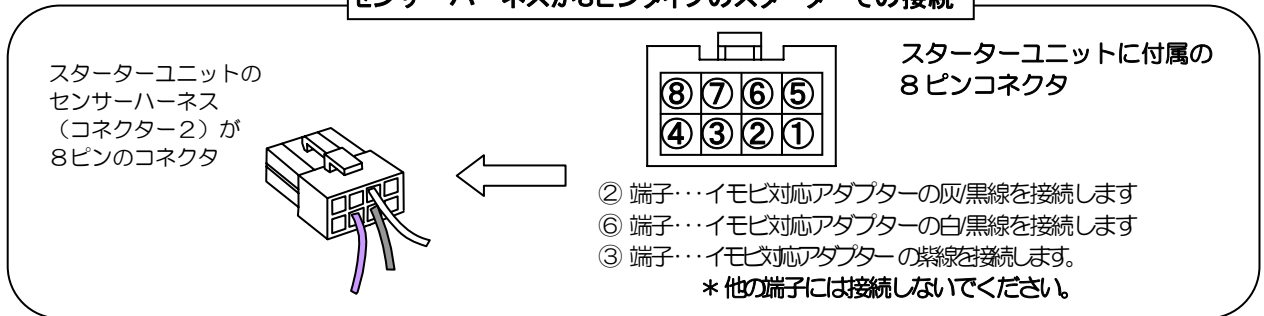 センサーハーネスが8ピンタイプのスターターでの接続
スターターユニットの
センサーハーネス
（コネクター２）が
８ピンのコネクタ
⑧⑦⑥⑤
④③②①
スターターユニットに付属の
８ピンコネクタ
② 端子･･･イモビ対応アダプターの灰/黒線を接続します
⑥ 端子･･･イモビ対応アダプターの白/黒線を接続します
③ 端子･･･イモビ対応アダプターの紫線を接続します。
＊他の端子には接続しないでください。